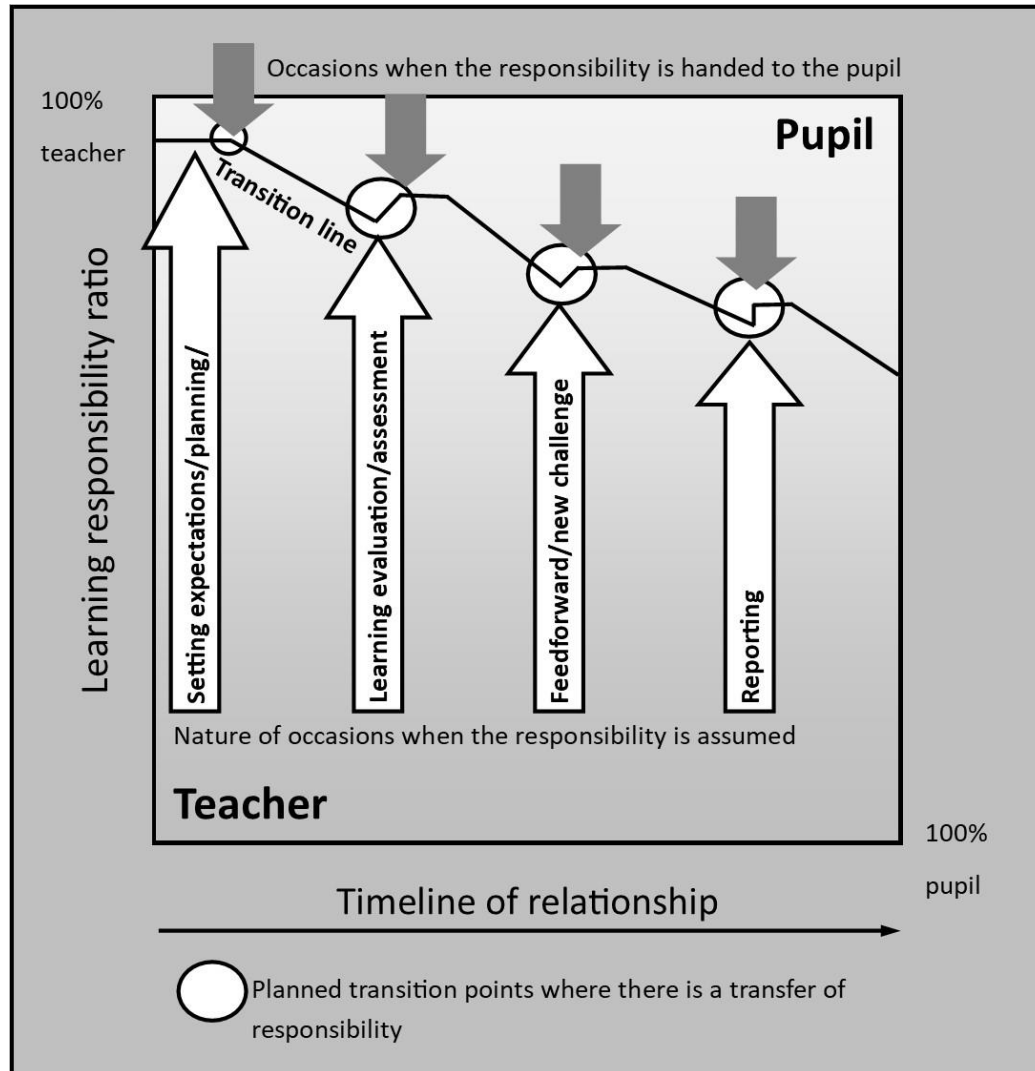 Occasions when the responsibility is handed to the pupil
100%
teacher
Pupil
Transition line
Learning responsibility ratio
Setting expectations/planning/
Learning evaluation/assessment
Feedforward/new challenge
Reporting
Nature of occasions when the responsibility is assumed
Teacher
100%
pupil
Timeline of relationship
Planned transition points where there is a transfer of
responsibility